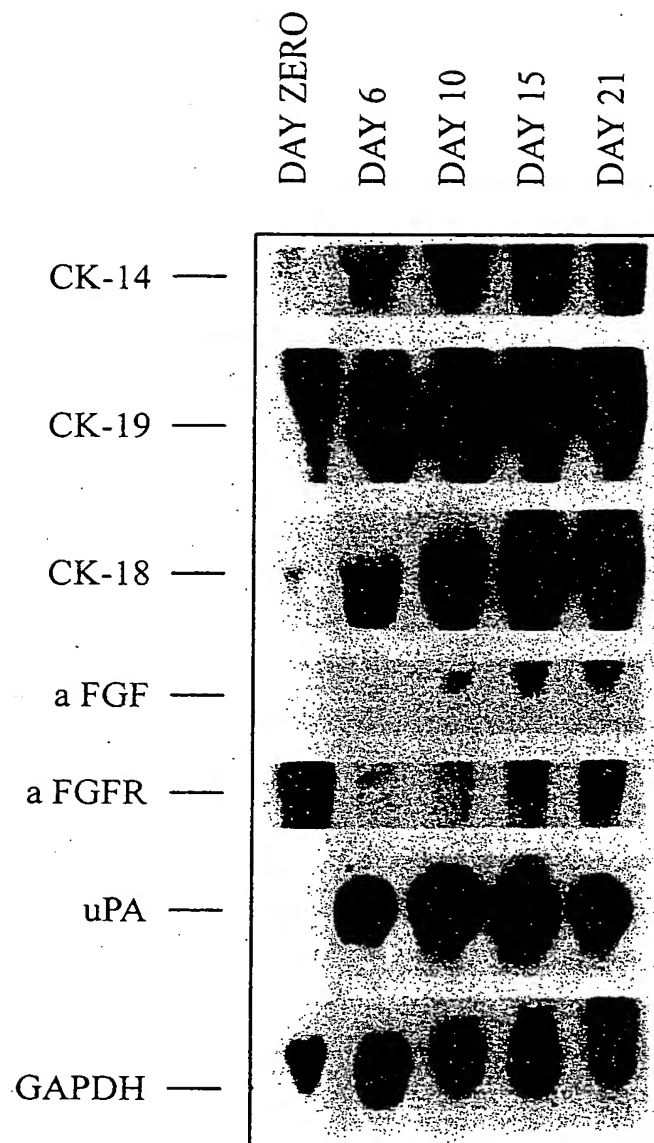 DAY ZERO
DAY 6
DAY 10
DAY 15
DAY 21
CK-14
CK-19
CK-18
a FGF
a FGFR
uPA
GAPDH